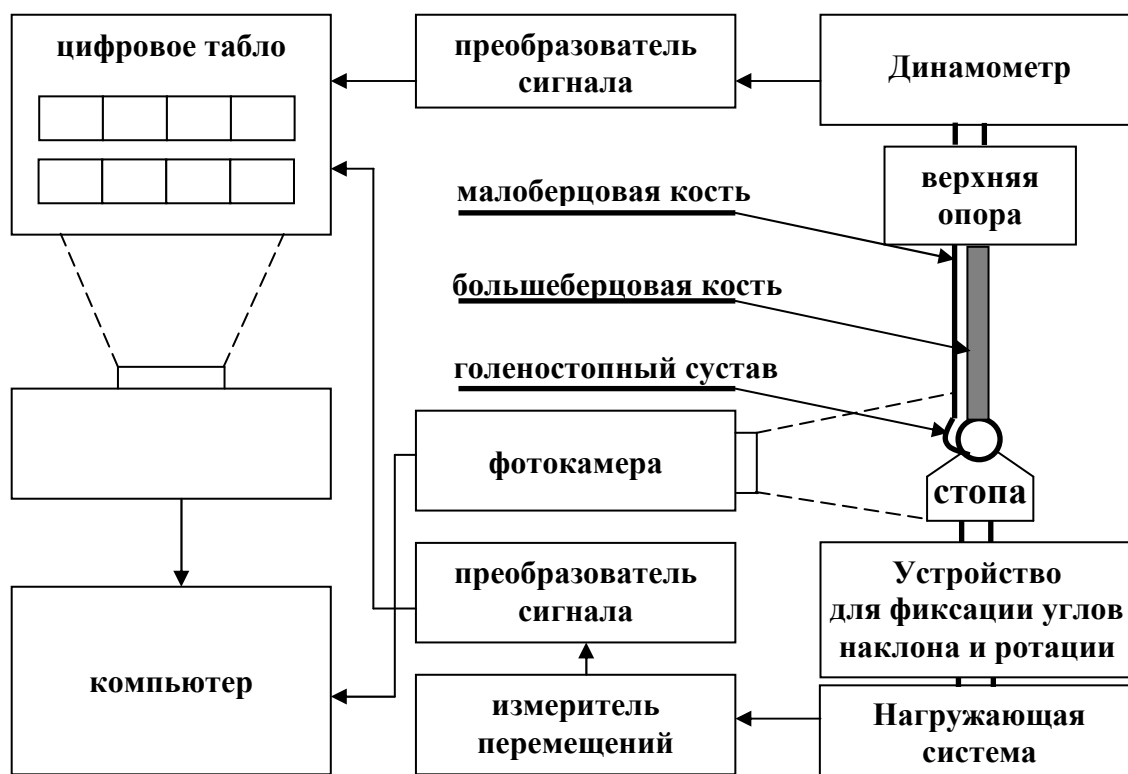 цифровое табло
преобразователь
сигнала
Динамометр
верхняя
опора
малоберцовая кость
большеберцовая кость
голеностопный сустав
фотокамера
стопа
преобразователь
сигнала
Устройство
для фиксации углов
наклона и ротации
компьютер
измеритель
перемещений
Нагружающая
система